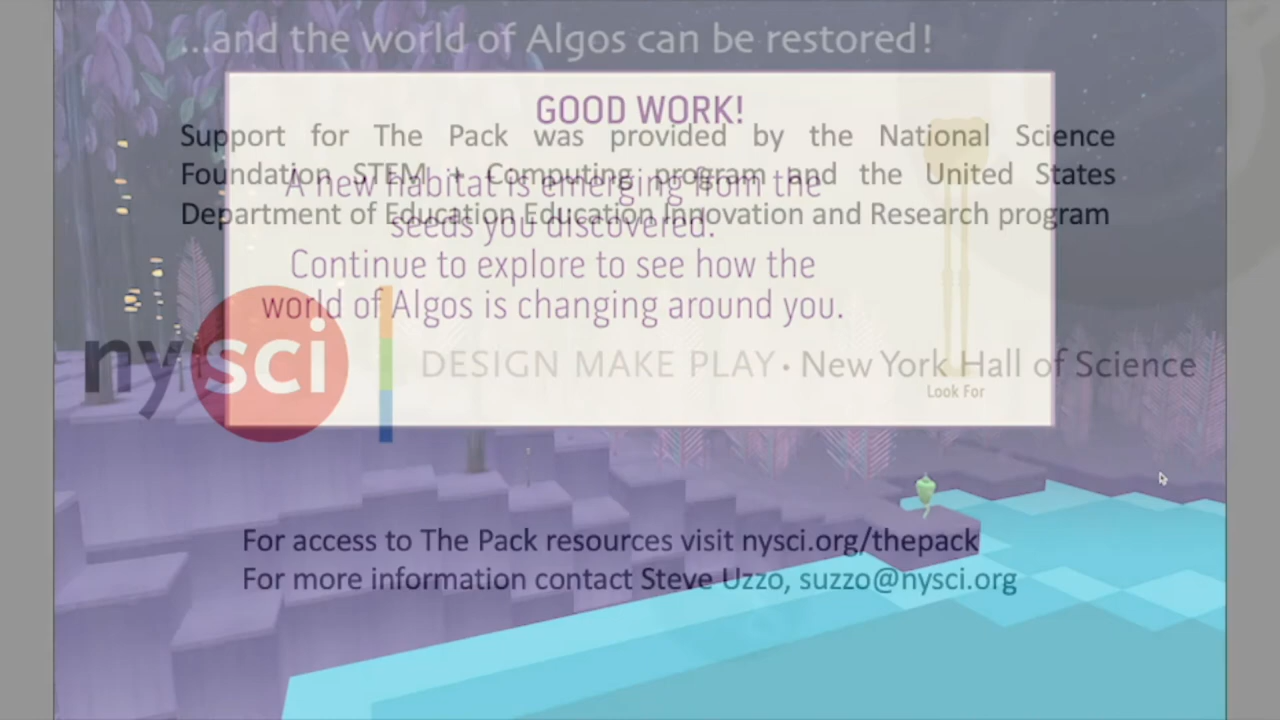 ...and the world of Algos can be restored!
GOOD WORK!
Support for The Pack was provided by the National Science
Foundation STEM + Computing program and the United States
Department of Education Education Innovation and Research program
A new habitat is emerging from the
seeds you discovered.
Continue to explore to see how the
world of Algos is changing around you.
nysci
DESIGN MAKE PLAY • New York Hall of Science
Look For
For access to The Pack resources visit nysci.org/thepack
For more information contact Steve Uzzo, suzzo@nysci.org